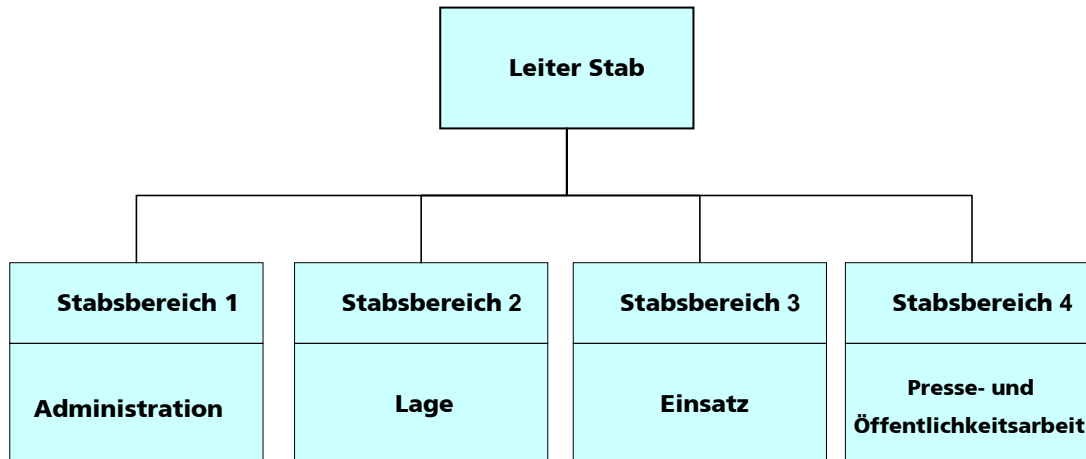 Leiter Stab
Stabsbereich 1
Stabsbereich 2
Stabsbereich 3
Stabsbereich 4
Administration
Lage
Einsatz
Presse- und
Öffentlichkeitsarbeit